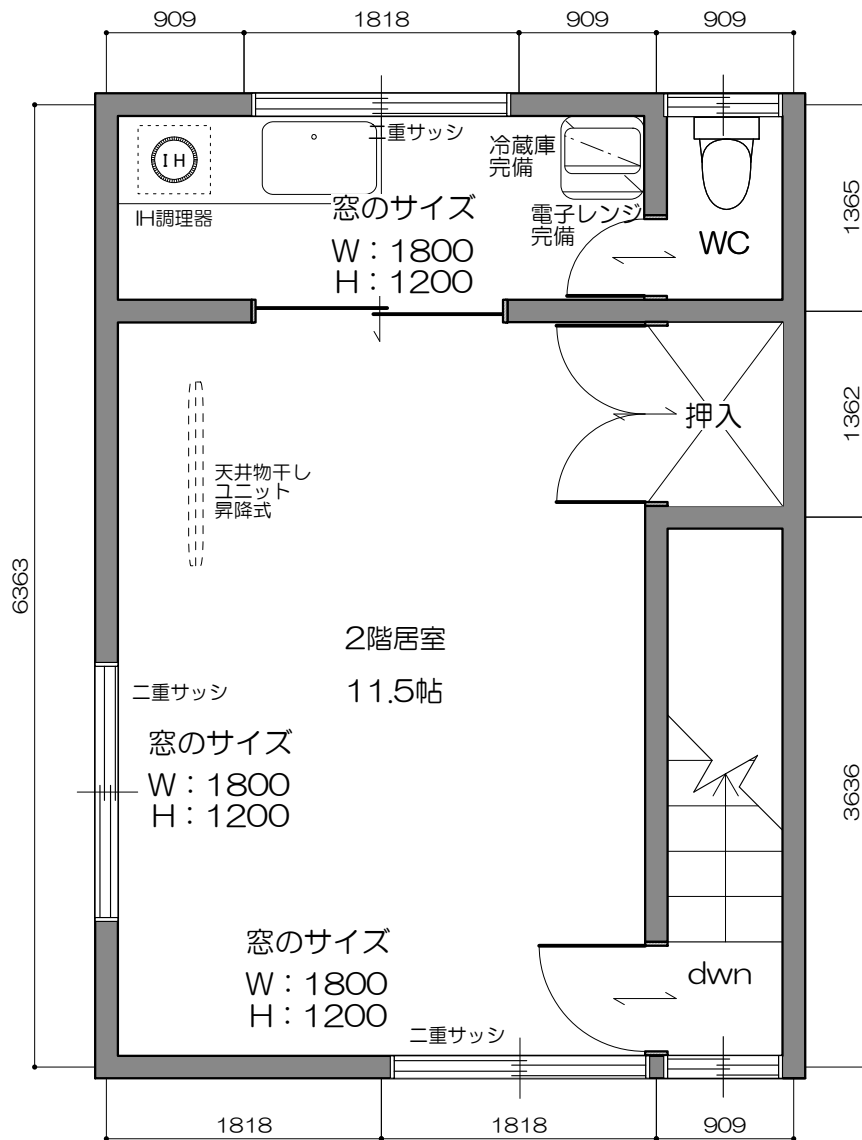 909
1818
909
909
二重サッシ
冷蔵庫
完備
IH
IH調理器
窓のサイズ
W：1800
H：1200
電子レンジ
完備
WC
1365
押入
1362
天井物干し
ユニット
昇降式
6363
2階居室
11.5帖
二重サッシ
窓のサイズ
W：1800
H：1200
3636
窓のサイズ
W：1800
H：1200
dwn
二重サッシ
1818
1818
909